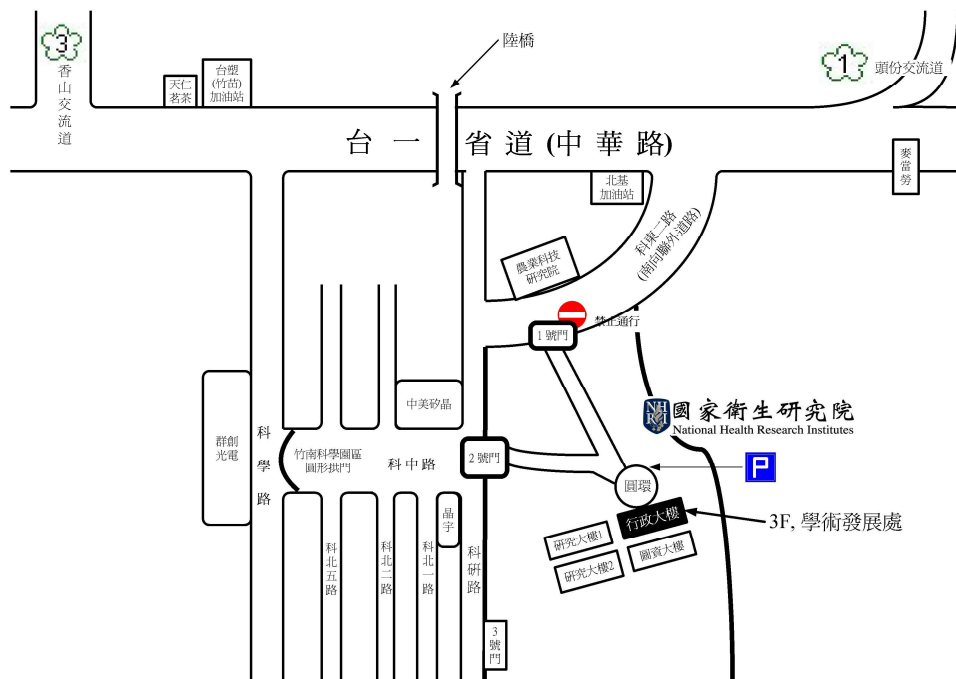 3
香山交流道
天仁
茗茶
台塑
(竹苗)
加油站
陸橋
1
頭份交流道
台一省道(中華路)
麥當勞
北基
加油站
科東二路
(南向聯外道路)
農業科技
研究院
禁止通行
1號門
中美矽晶
NHRI
國家衛生研究院
National Health Research Institutes
群創
光電
科學路
竹南科學園區
圓形拱門
科中路
2號門
P
圓環
晶宇
行政大樓
3F, 學術發展處
研究大樓1
圖資大樓
研究大樓2
科北五路
科北二路
科北一路
科研路
3號門